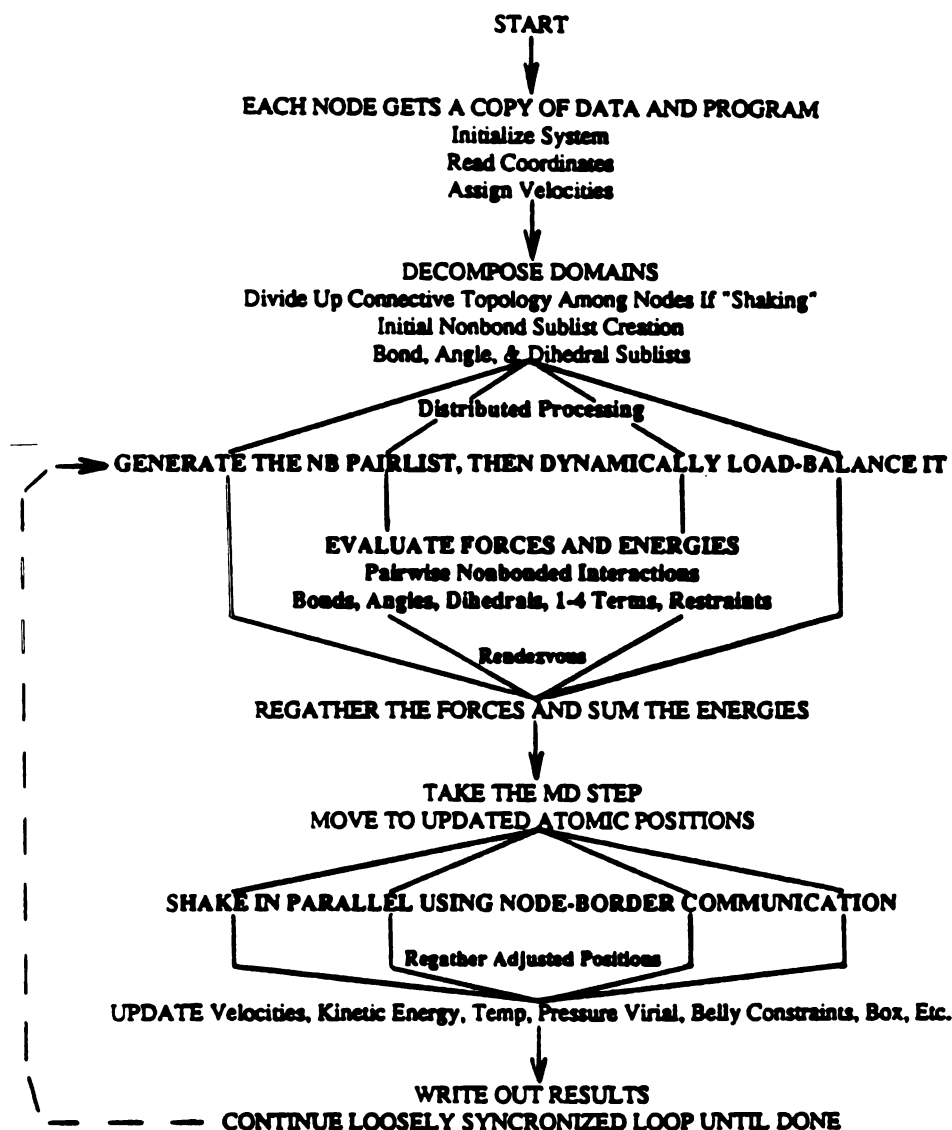 START
EACH NODE GETS A COPY OF DATA AND PROGRAM
Initialize System
Read Coordinates
Assign Velocities
DECOMPOSE DOMAINS
Divide Up Connective Topology Among Nodes If "Shaking"
Initial Nonbond Sublist Creation
Bond, Angle, & Dihedral Sublists
Distributed Processing
GENERATE THE NB PAIRLIST, THEN DYNAMICALLY LOAD-BALANCE IT
EVALUATE FORCES AND ENERGIES
Pairwise Nonbonded Interactions
Bonds, Angles, Dihedrals, 1-4 Terms, Restraints
Rendezvous
REGATHER THE FORCES AND SUM THE ENERGIES
TAKE THE MD STEP
MOVE TO UPDATED ATOMIC POSITIONS
SHAKE IN PARALLEL USING NODE-BORDER COMMUNICATION
Regather Adjusted Positions
UPDATE Velocities, Kinetic Energy, Temp, Pressure Virial, Belly Constraints, Box, Etc.
WRITE OUT RESULTS
CONTINUE LOOSELY SYNCRONIZED LOOP UNTIL DONE